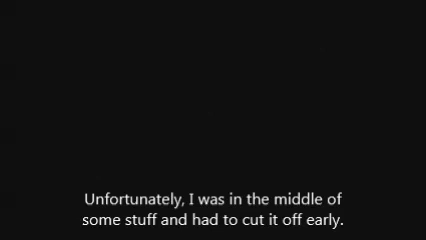 Unfortunately, I was in the middle of
some stuff and had to cut it off early.